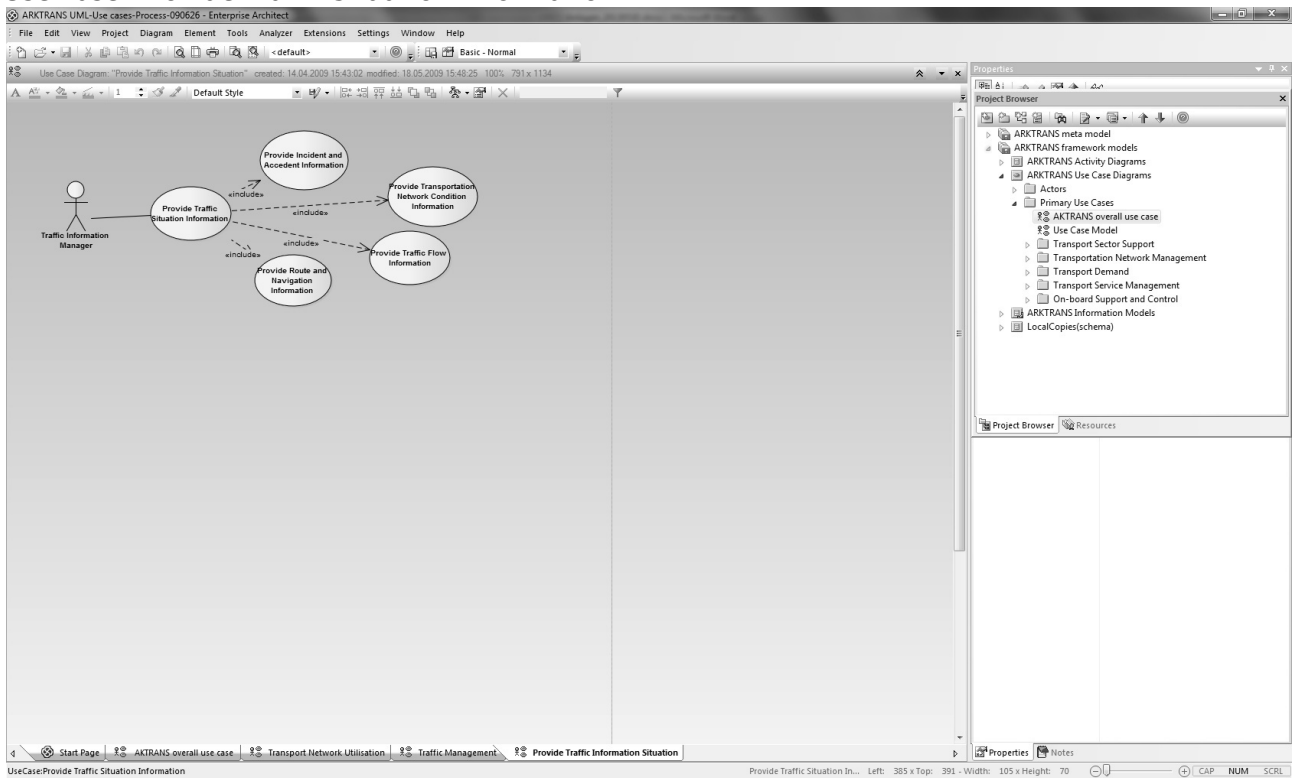 ARKTRANS UML-Use cases-Process-090626 - Enterprise Architect
File Edit View Project Diagram Element Tools Analyzer Extensions Settings Window Help
<default>
Basic - Normal
Use Case Diagram: "Provide Traffic Information Situation" created: 14.04.2009 15:43:02 modified: 18.05.2009 15:48:25 100% 791 x 1134
1 Default Style
Provide Incident and
Accedent Information
Provide Transportation
Network Condition
Information
Provide Traffic
Situation Information
«include»
«include»
«include»
«include»
Traffic Information
Manager
Provide Traffic Flow
Information
Provide Route and
Navigation
Information
Properties
Project Browser
ARKTRANS meta model
ARKTRANS framework models
ARKTRANS Activity Diagrams
ARKTRANS Use Case Diagrams
Actors
Primary Use Cases
AKTRANS overall use case
Use Case Model
Transport Sector Support
Transportation Network Management
Transport Demand
Transport Service Management
On-board Support and Control
ARKTRANS Information Models
LocalCopies(schema)
Project Browser Resources
Start Page AKTRANS overall use case Transport Network Utilisation Traffic Management Provide Traffic Information Situation
Properties Notes
UseCase:Provide Traffic Situation Information
Provide Traffic Situation In... Left: 385 x Top: 391 - Width: 105 x Height: 70
CAP NUM SCRL